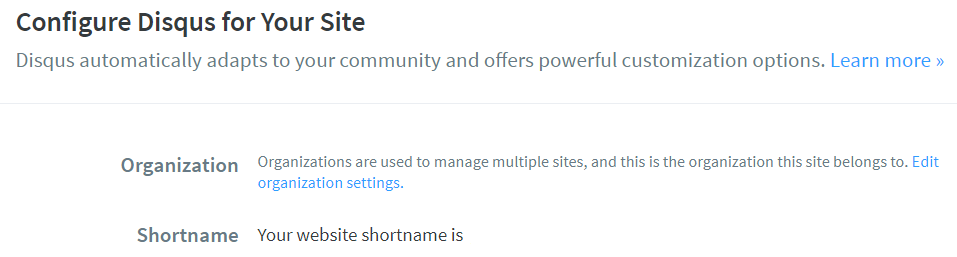 Configure Disqus for Your Site
Disqus automatically adapts to your community and offers powerful customization options. Learn more »
Organization
Organizations are used to manage multiple sites, and this is the organization this site belongs to. Edit
organization settings.
Shortname
Your website shortname is